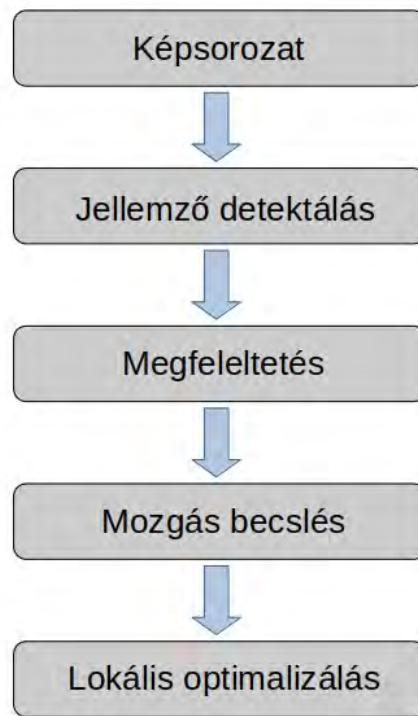 Képsorozat
Jellemző detektálás
Megfeleltetés
Mozgás becslés
Lokális optimalizálás